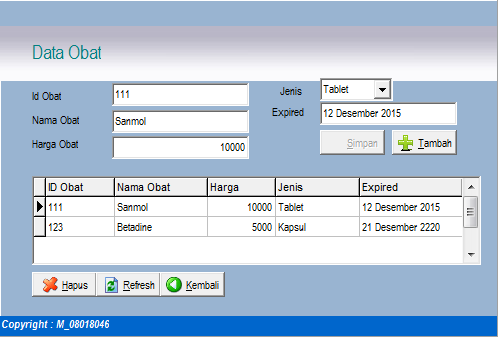 Data Obat
Id Obat 111 Jenis Tablet
Nama Obat Sanmol Expired 12 Desember 2015
Harga Obat 10000 Simpan Tambah
ID Obat Nama Obat Harga Jenis Expired
111 Sanmol 10000 Tablet 12 Desember 2015
123 Betadine 5000 Kapsul 21 Desember 2220
Hapus Refresh Kembali
Copyright : M_08018046